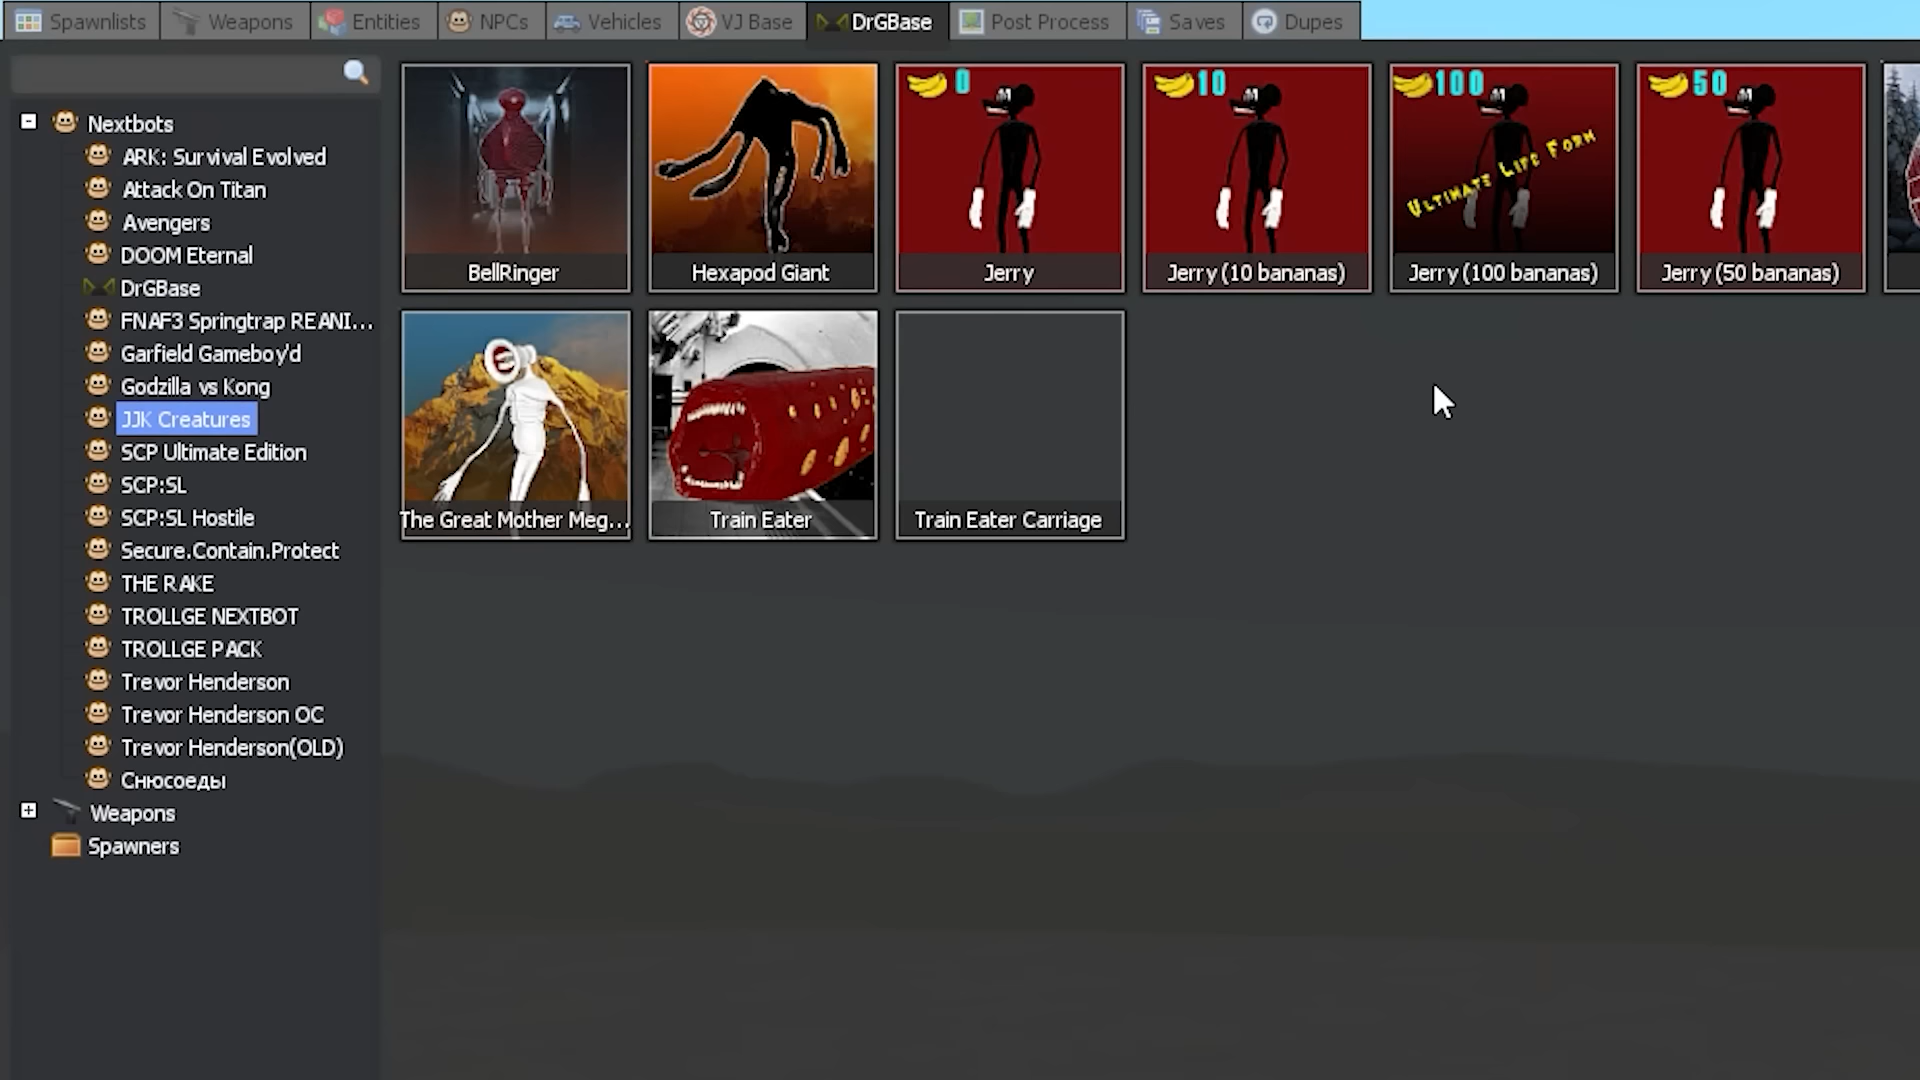 Spawnlists
Weapons
Entities
NPCs
Vehicles
VJ Base
DrGBase
Post Process
Saves
Dupes
Nextbots
ARK: Survival Evolved
Attack On Titan
Avengers
DOOM Eternal
DrGBase
FNAF3 Springtrap REANI...
Garfield Gameboy'd
Godzilla vs Kong
JJK Creatures
SCP Ultimate Edition
SCP:SL
SCP:SL Hostile
Secure.Contain.Protect
THE RAKE
TROLLGE NEXTBOT
TROLLGE PACK
Trevor Henderson
Trevor Henderson OC
Trevor Henderson(OLD)
Снюсоеды
Weapons
Spawners
BellRinger
Hexapod Giant
0
Jerry
10
Jerry (10 bananas)
100
Ultimate Life Form
Jerry (100 bananas)
50
Jerry (50 bananas)
The Great Mother Meg...
Train Eater
Train Eater Carriage